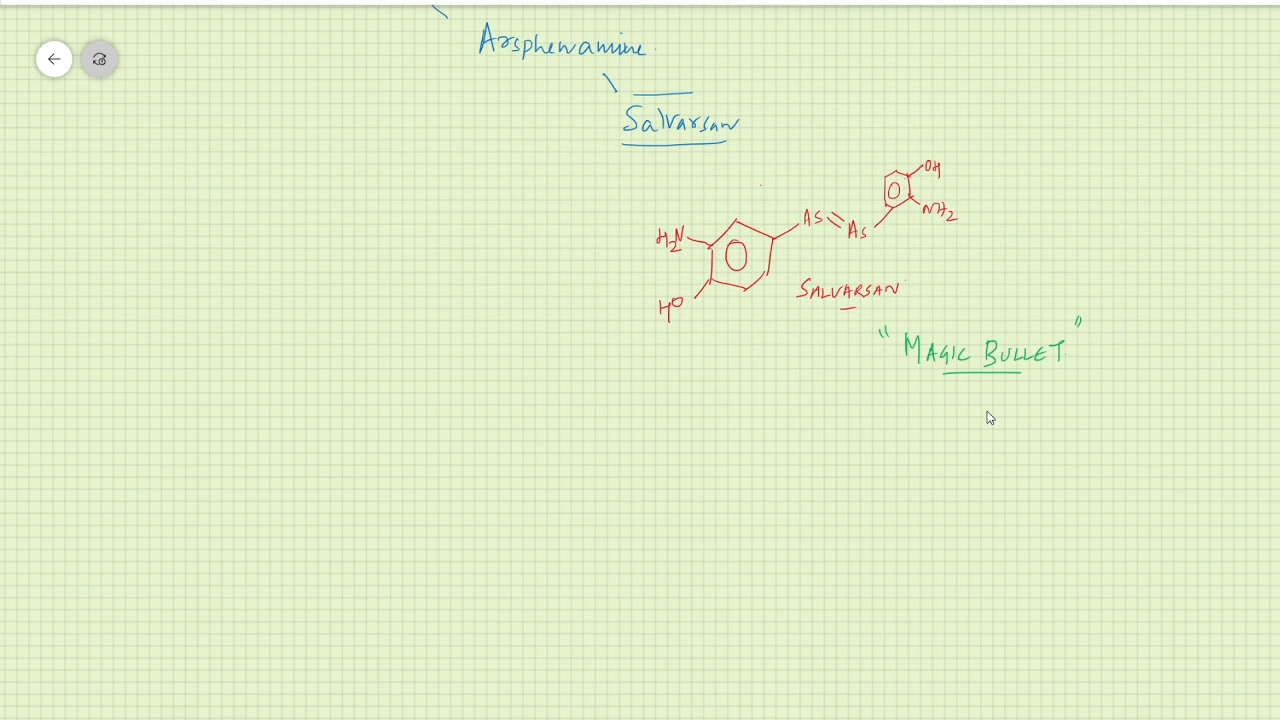 Arsphenamine
Salvarsan
OH
NH2
As
As
H2N
HO
SALVARSAN
"MAGIC BULLET"